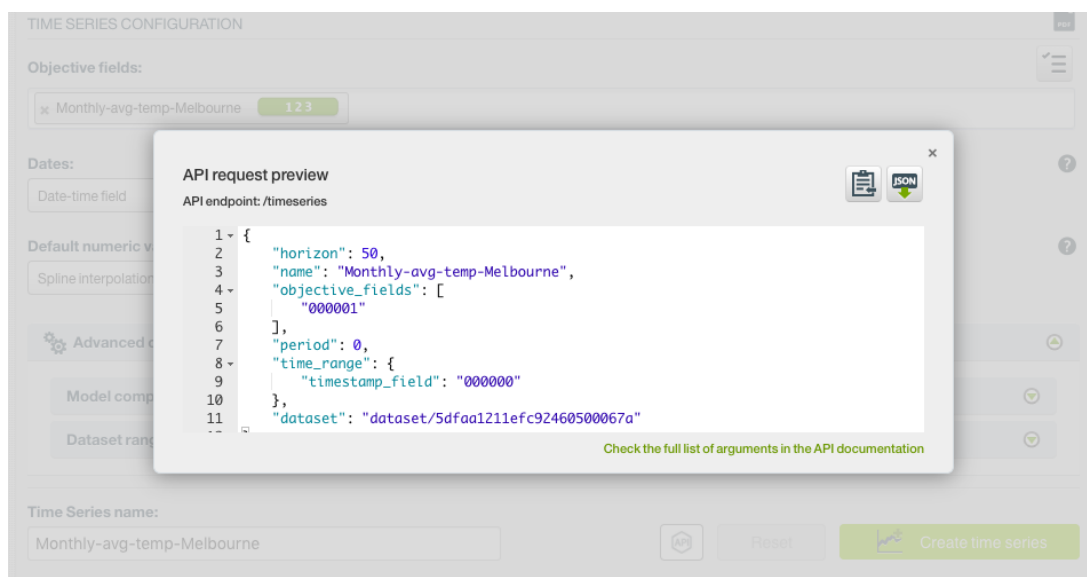 TIME SERIES CONFIGURATION
PDF
Objective fields:
× Monthly-avg-temp-Melbourne 123
Dates:
?
Date-time field
Default numeric v
?
Spline interpolation
Advanced
Model comp
Dataset rang
×
API request preview
JSON
API endpoint: /timeseries
1 {
2 "horizon": 50,
3 "name": "Monthly-avg-temp-Melbourne",
4 "objective_fields": [
5 "000001"
6 ],
7 "period": 0,
8 "time_range": {
9 "timestamp_field": "000000"
10 },
11 "dataset": "dataset/5dfaa1211efc92460500067a"
Check the full list of arguments in the API documentation
Time Series name:
Monthly-avg-temp-Melbourne
API
Reset
Create time series